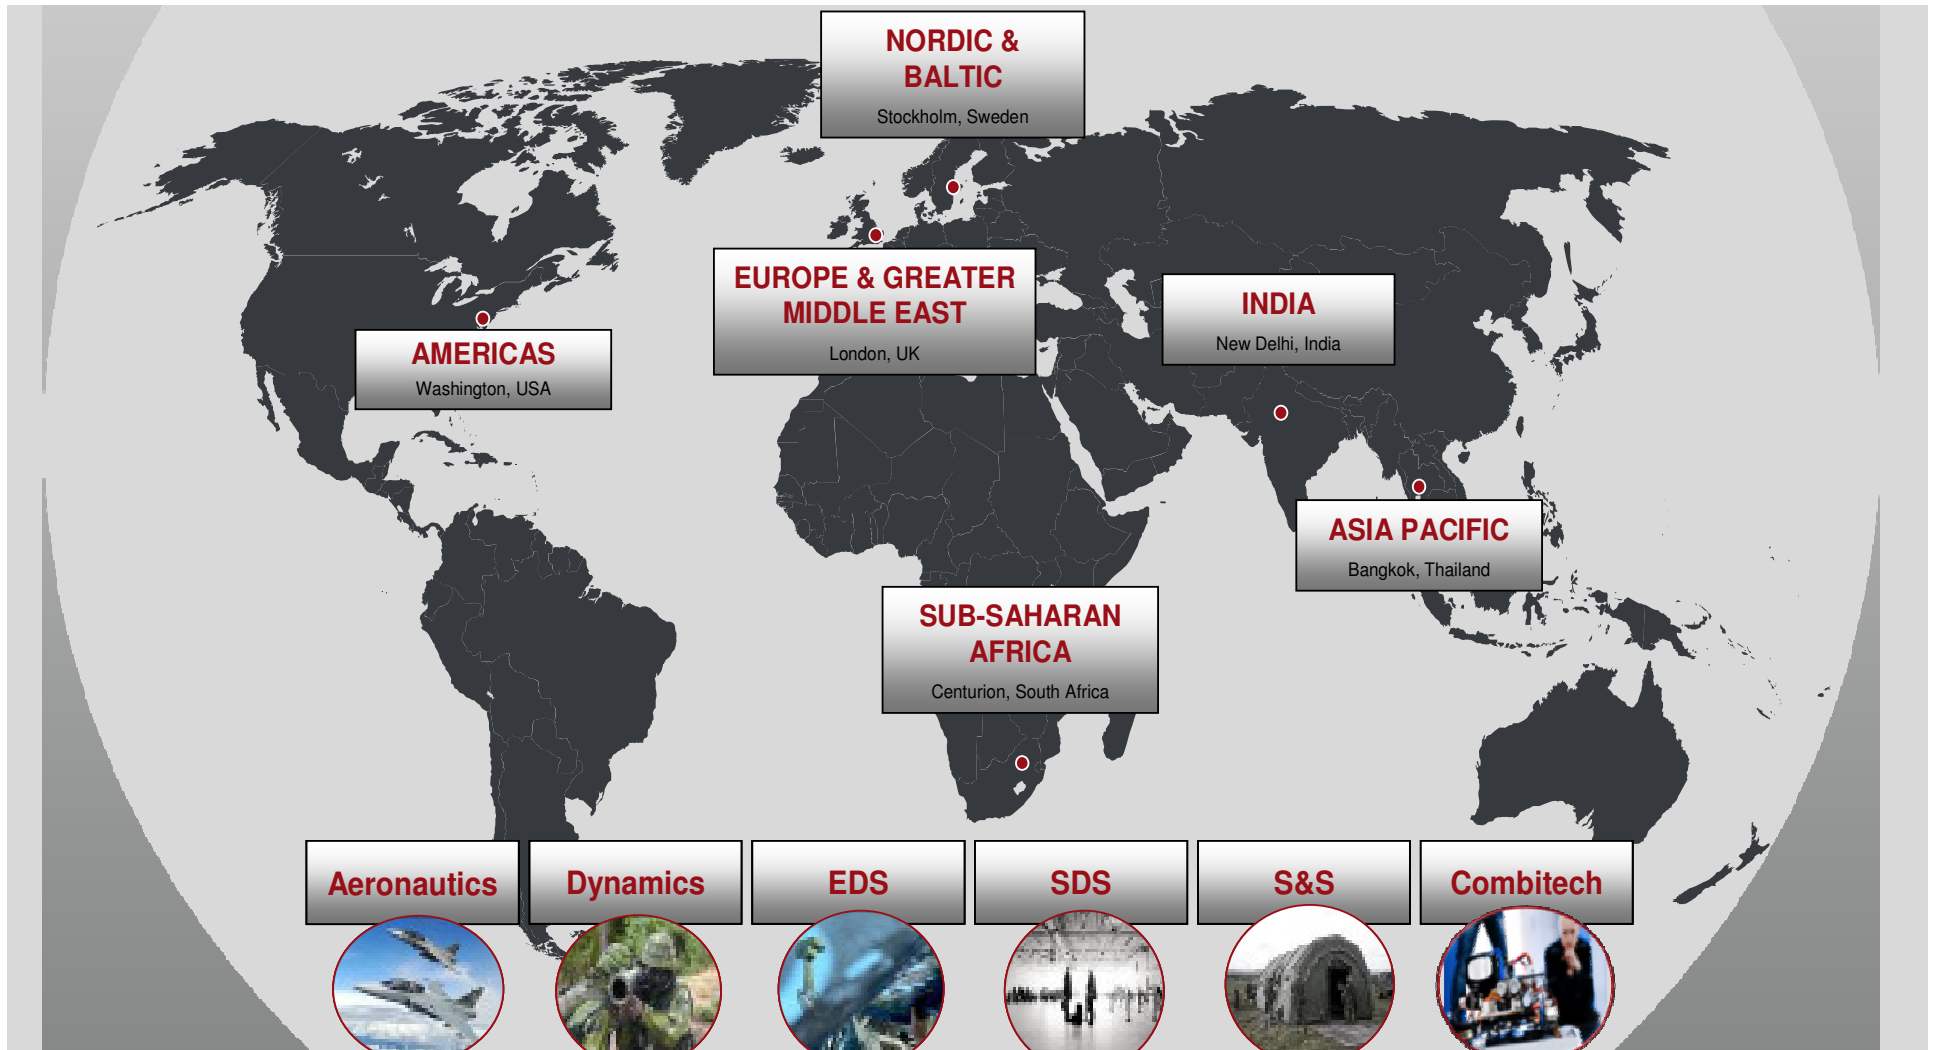 NORDIC &
BALTIC
Stockholm, Sweden
EUROPE & GREATER
MIDDLE EAST
London, UK
INDIA
New Delhi, India
AMERICAS
Washington, USA
ASIA PACIFIC
Bangkok, Thailand
SUB-SAHARAN
AFRICA
Centurion, South Africa
Aeronautics
Dynamics
EDS
SDS
S&S
Combitech